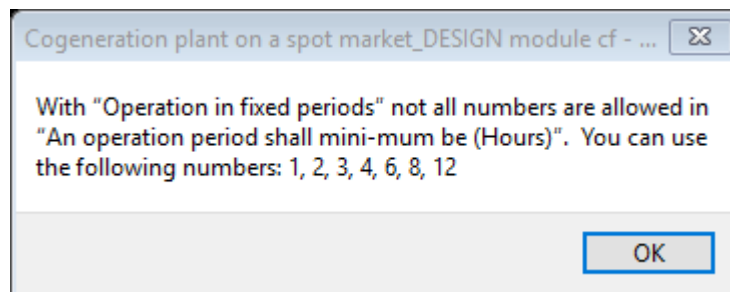 Cogeneration plant on a spot market_DESIGN module cf - ...
With “Operation in fixed periods” not all numbers are allowed in
“An operation period shall mini-mum be (Hours)”.  You can use
the following numbers: 1, 2, 3, 4, 6, 8, 12
OK